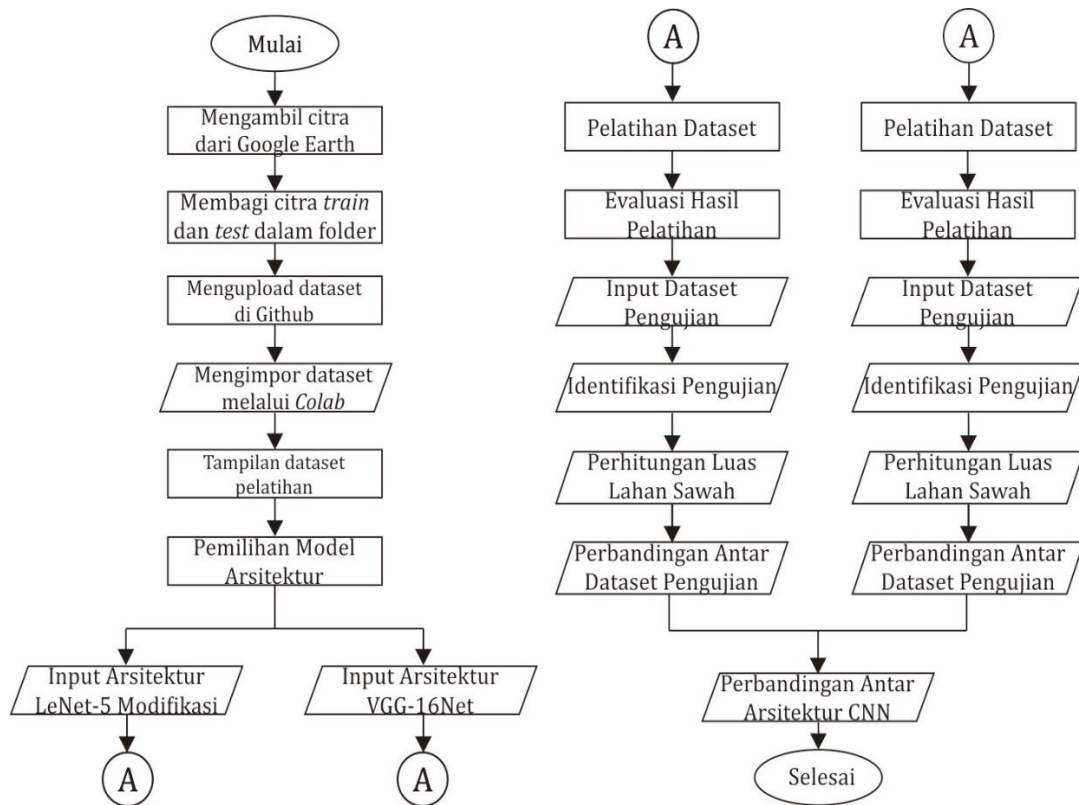 Mulai
Mengambil citra
dari Google Earth
Membagi citra train
dan test dalam folder
Mengupload dataset
di Github
Mengimpor dataset
melalui Colab
Tampilan dataset
pelatihan
Pemilihan Model
Arsitektur
Input Arsitektur
LeNet-5 Modifikasi
A
Input Arsitektur
VGG-16Net
A
A
Pelatihan Dataset
Evaluasi Hasil
Pelatihan
Input Dataset
Pengujian
Identifikasi Pengujian
Perhitungan Luas
Lahan Sawah
Perbandingan Antar
Dataset Pengujian
A
Pelatihan Dataset
Evaluasi Hasil
Pelatihan
Input Dataset
Pengujian
Identifikasi Pengujian
Perhitungan Luas
Lahan Sawah
Perbandingan Antar
Dataset Pengujian
Perbandingan Antar
Arsitektur CNN
Selesai